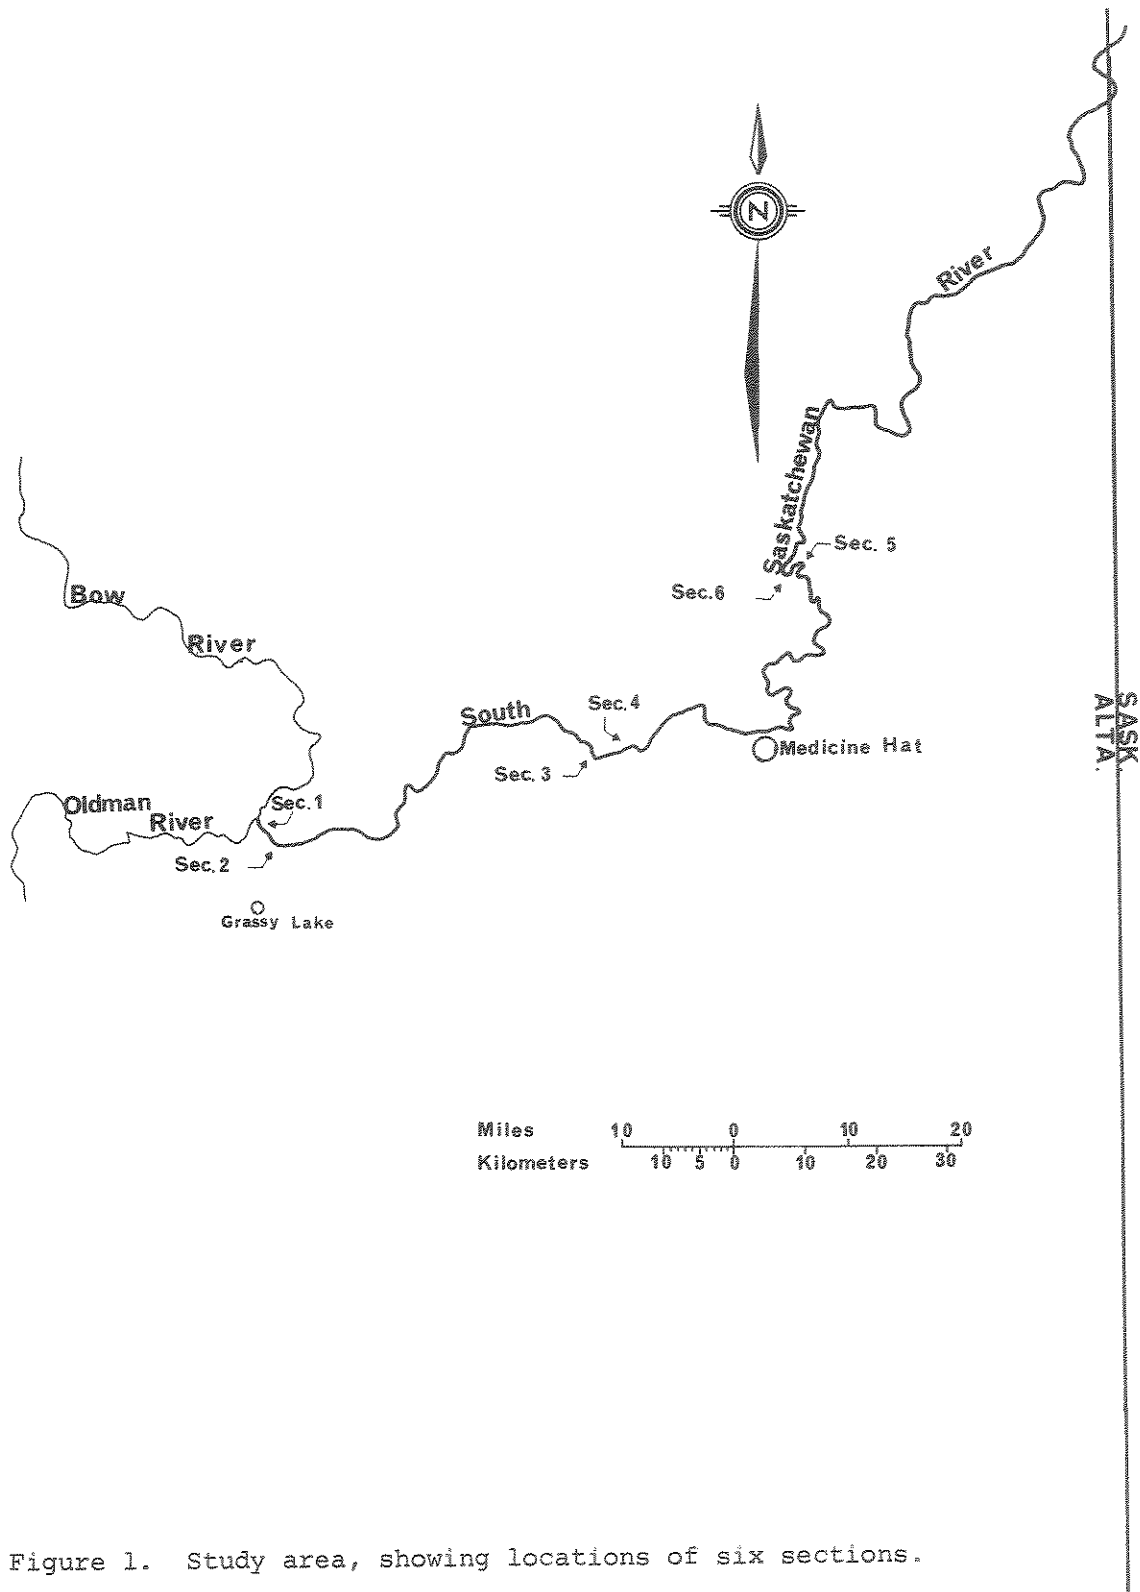 N
River
Saskatchewan
Sec. 5
Sec.6
Bow
River
South
Sec.4
SASK.
ALTA.
Medicine Hat
Sec. 3
Oldman
River
Sec.1
Sec.2
Grassy Lake
Miles 10 0 10 20
Kilometers 10 5 0 10 20 30
Figure 1. Study area, showing locations of six sections.